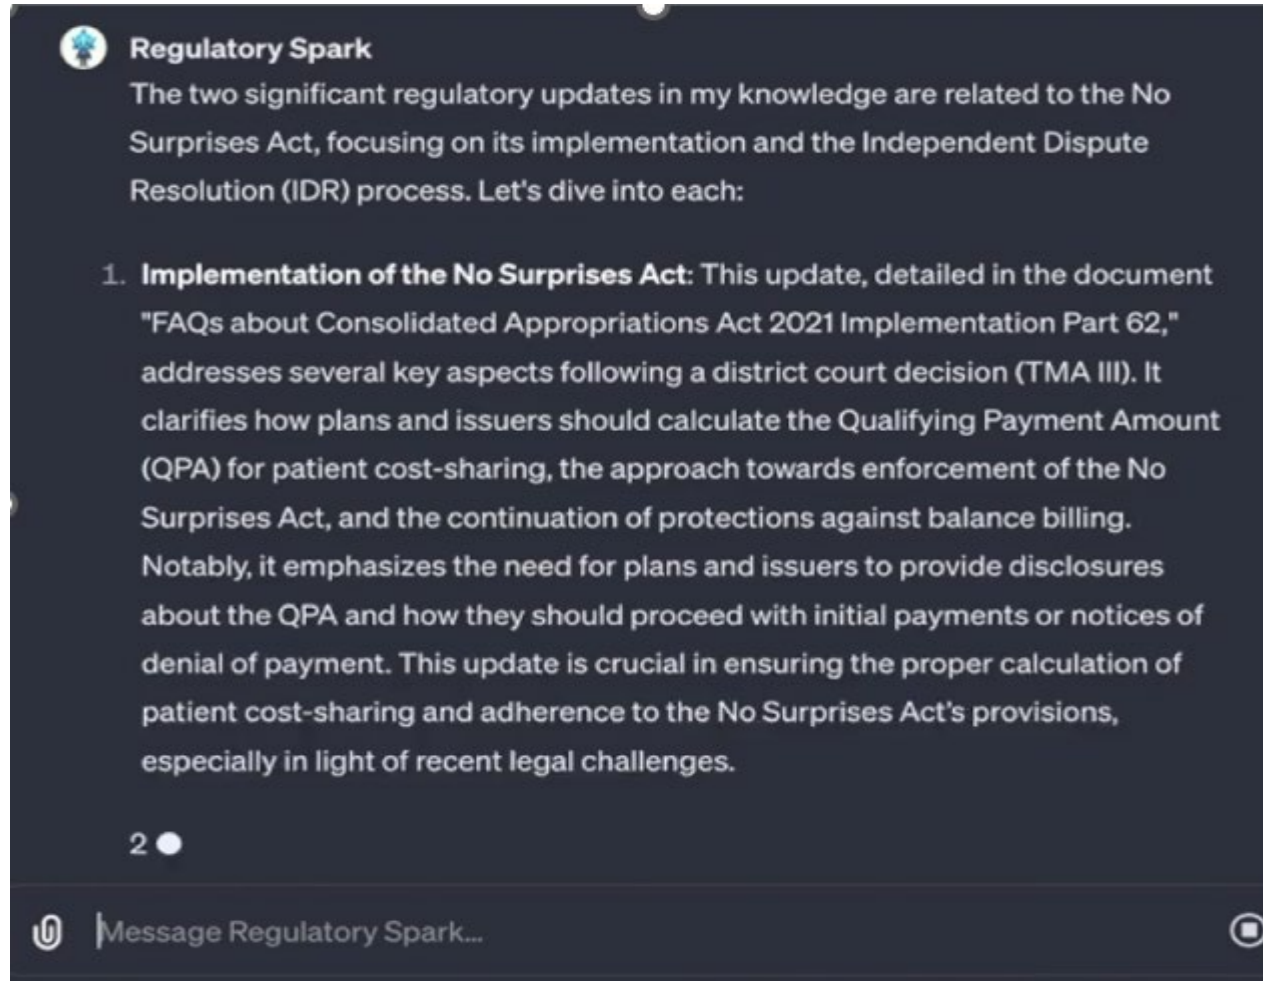 Regulatory Spark
The two significant regulatory updates in my knowledge are related to the No
Surprises Act, focusing on its implementation and the Independent Dispute
Resolution (IDR) process. Let's dive into each:
1. Implementation of the No Surprises Act: This update, detailed in the document
"FAQs about Consolidated Appropriations Act 2021 Implementation Part 62,"
addresses several key aspects following a district court decision (TMA III). It
clarifies how plans and issuers should calculate the Qualifying Payment Amount
(QPA) for patient cost-sharing, the approach towards enforcement of the No
Surprises Act, and the continuation of protections against balance billing.
Notably, it emphasizes the need for plans and issuers to provide disclosures
about the QPA and how they should proceed with initial payments or notices of
denial of payment. This update is crucial in ensuring the proper calculation of
patient cost-sharing and adherence to the No Surprises Act's provisions,
especially in light of recent legal challenges.
2
Message Regulatory Spark...